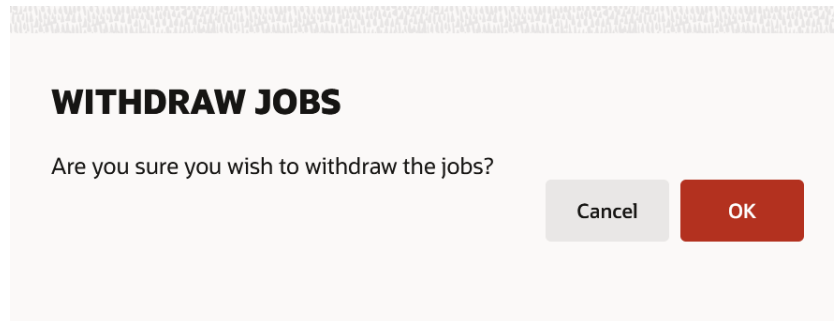 WITHDRAW JOBS
Are you sure you wish to withdraw the jobs?
Cancel
OK